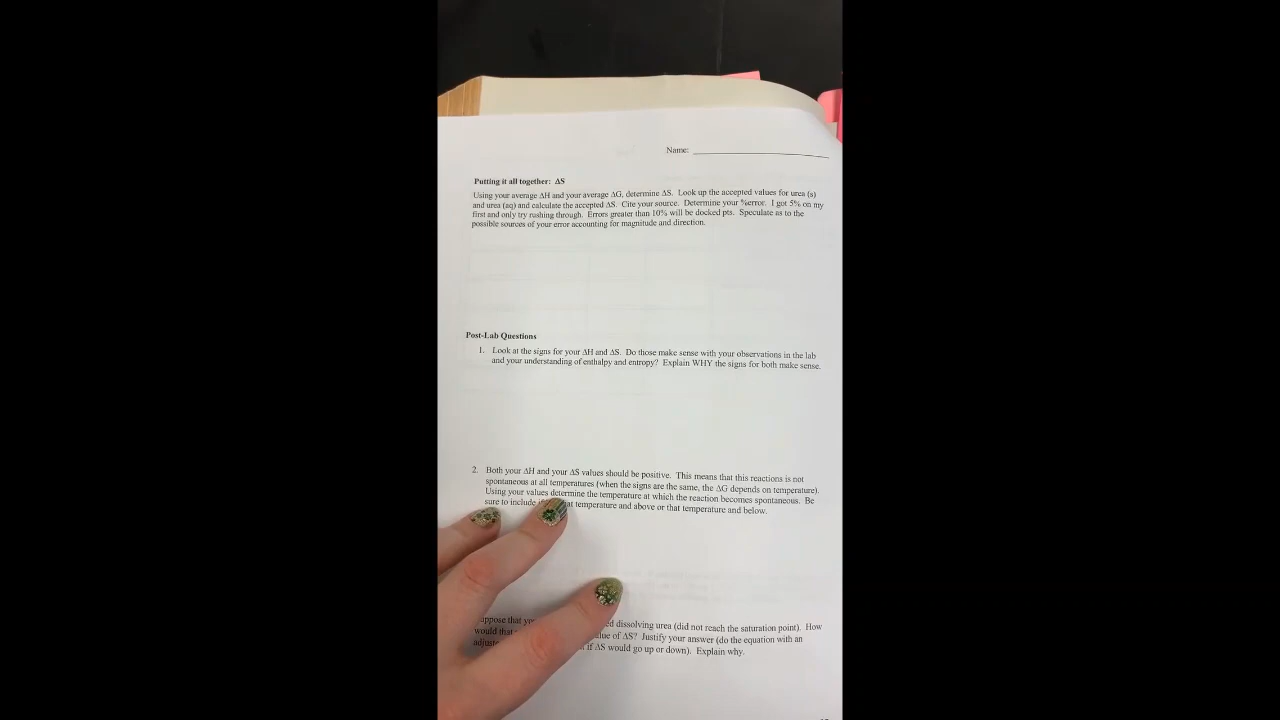 Name:
Putting it all together: ΔS
Using your average ΔH and your average ΔG, determine ΔS. Look up the accepted values for urea (s)
and urea (aq) and calculate the accepted ΔS. Cite your source. Determine your %error. I got 5% on my
first and only try rushing through. Errors greater than 10% will be docked pts. Speculate as to the
possible sources of your error accounting for magnitude and direction.
Post-Lab Questions
1. Look at the signs for your ΔH and ΔS. Do those make sense with your observations in the lab
and your understanding of enthalpy and entropy? Explain WHY the signs for both make sense.
2. Both your ΔH and your ΔS values should be positive. This means that this reactions is not
spontaneous at all temperatures (when the signs are the same, the ΔG depends on temperature).
Using your values determine the temperature at which the reaction becomes spontaneous. Be
sure to include temperature and above or that temperature and below.
that dissolving urea (did not reach the saturation point). How
would of ΔS? Justify your answer (do the equation with an
if ΔS would go up or down). Explain why.